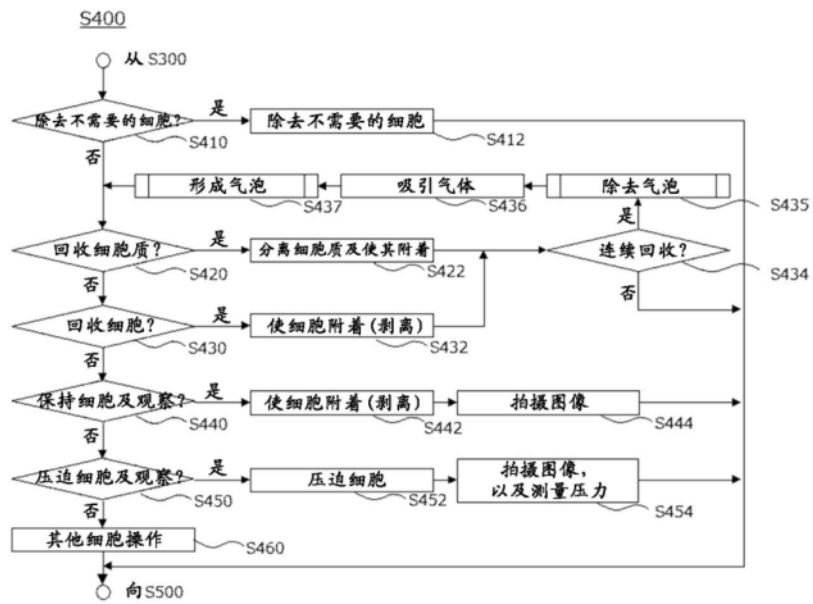 S400
从 S300
除去不需要的细胞?
是
除去不需要的细胞
S410
S412
否
形成气泡
吸引气体
除去气泡
S437
S436
S435
是
回收细胞质?
是
分离细胞质及使其附着
连续回收?
S420
S422
S434
否
否
回收细胞?
是
使细胞附着(剥离)
S430
S432
否
保持细胞及观察?
是
使细胞附着(剥离)
拍摄图像
S440
S442
S444
否
压迫细胞及观察?
是
压迫细胞
拍摄图像,
以及测量压力
S450
S452
S454
否
其他细胞操作
S460
向 S500